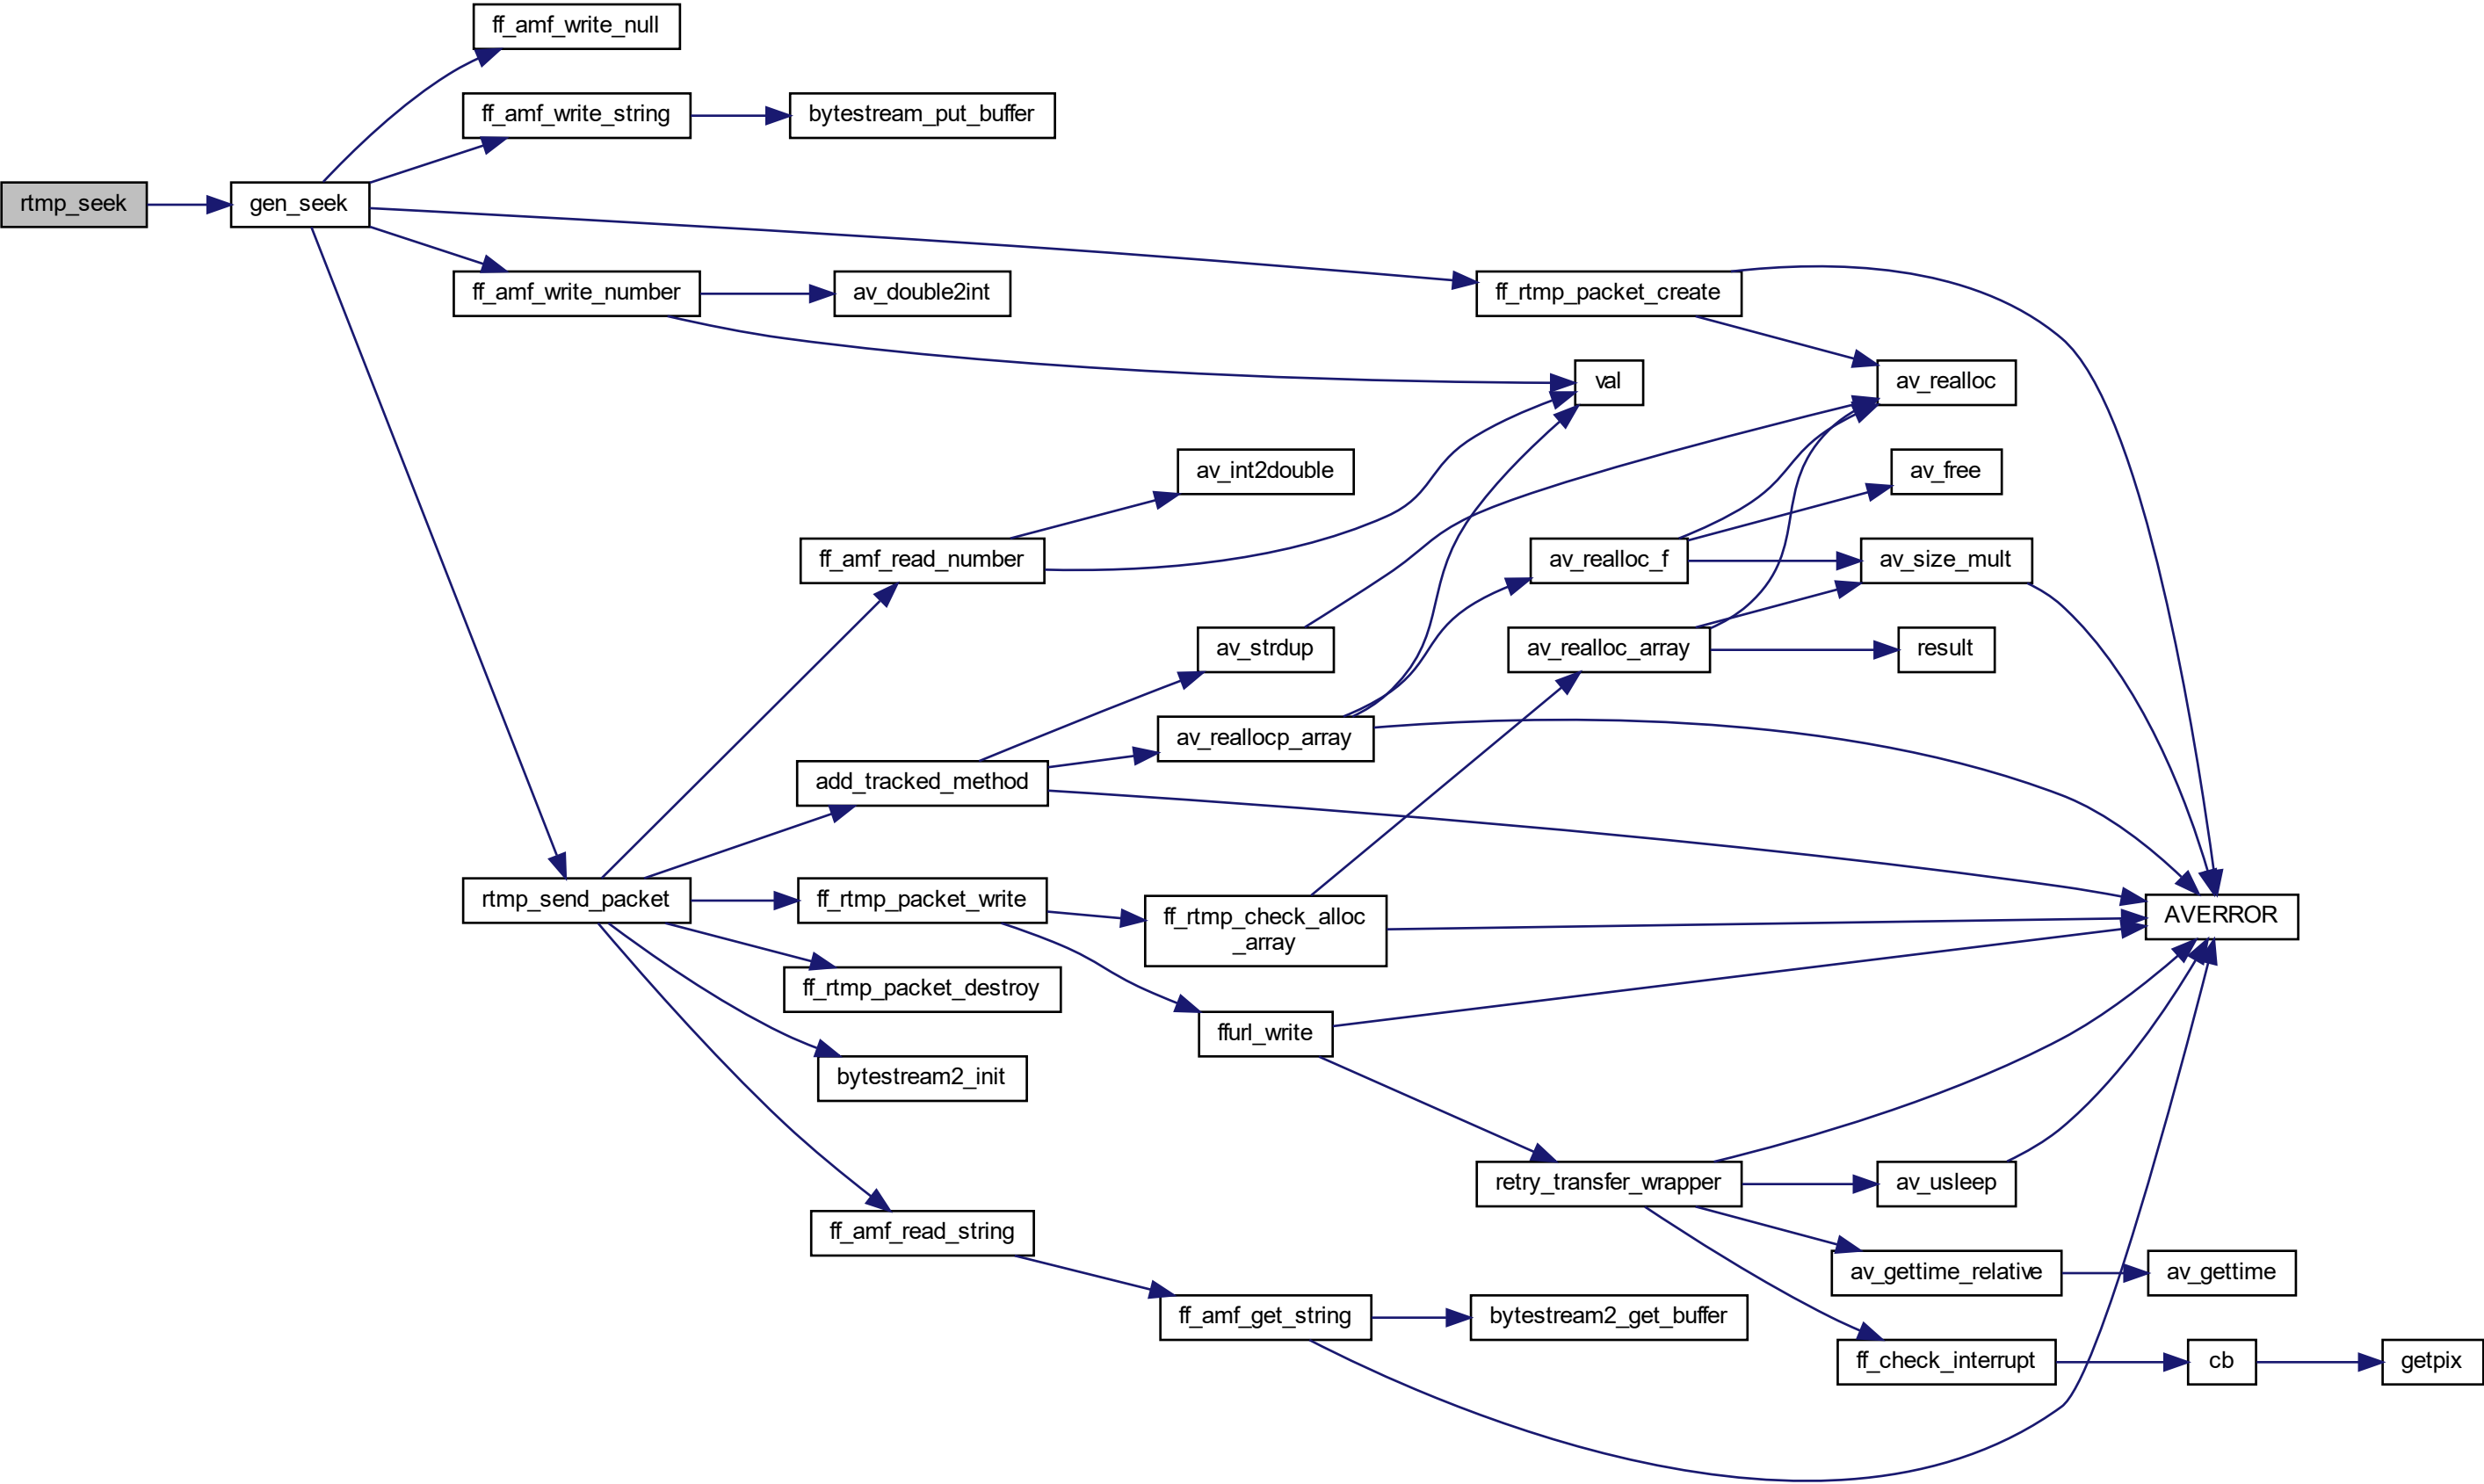 ff_amf_write_null
ff_amf_write_string
bytestream_put_buffer
rtmp_seek
gen_seek
ff_amf_write_number
av_double2int
ff_rtmp_packet_create
val
av_realloc
av_int2double
av_free
ff_amf_read_number
av_realloc_f
av_size_mult
av_strdup
av_realloc_array
result
av_reallocp_array
add_tracked_method
rtmp_send_packet
ff_rtmp_packet_write
ff_rtmp_check_alloc
_array
AVERROR
ff_rtmp_packet_destroy
ffurl_write
bytestream2_init
retry_transfer_wrapper
av_usleep
ff_amf_read_string
av_gettime_relative
av_gettime
ff_amf_get_string
bytestream2_get_buffer
ff_check_interrupt
cb
getpix